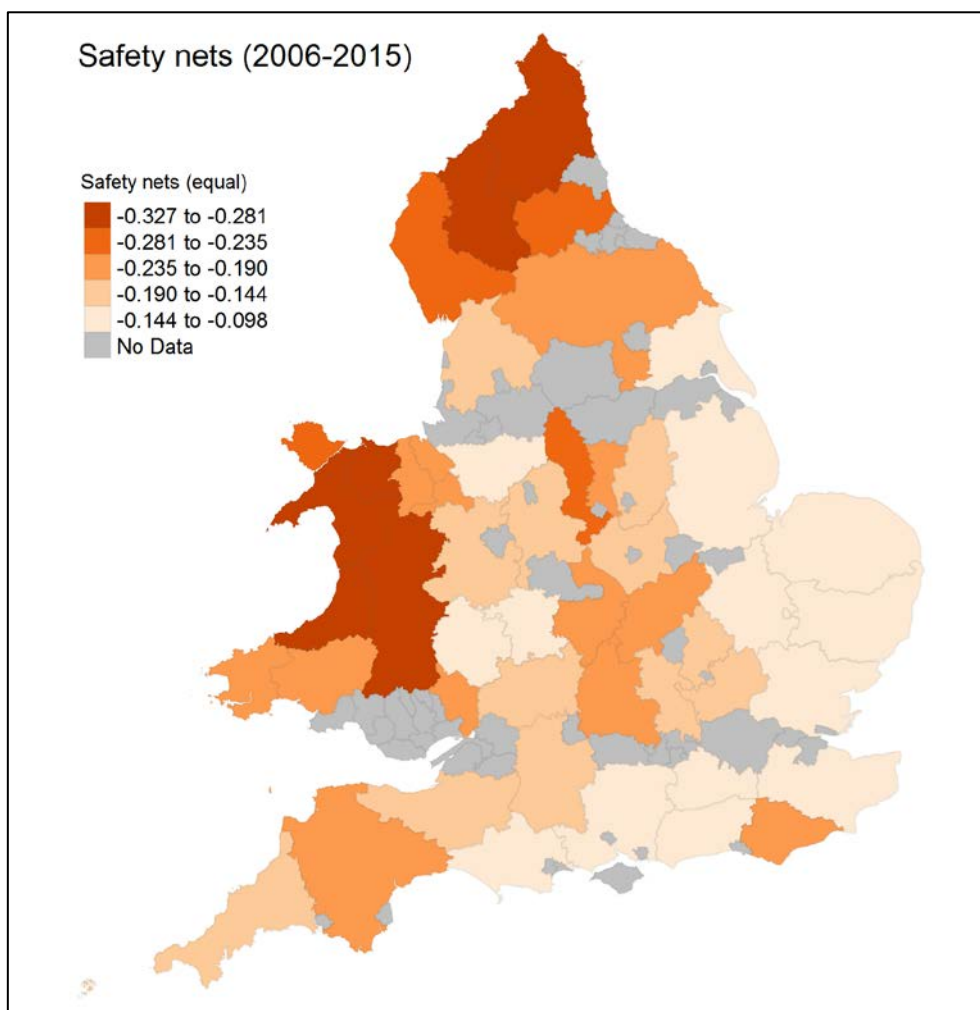 Safety nets (2006-2015)
Safety nets (equal)
-0.327 to -0.281
-0.281 to -0.235
-0.235 to -0.190
-0.190 to -0.144
-0.144 to -0.098
No Data